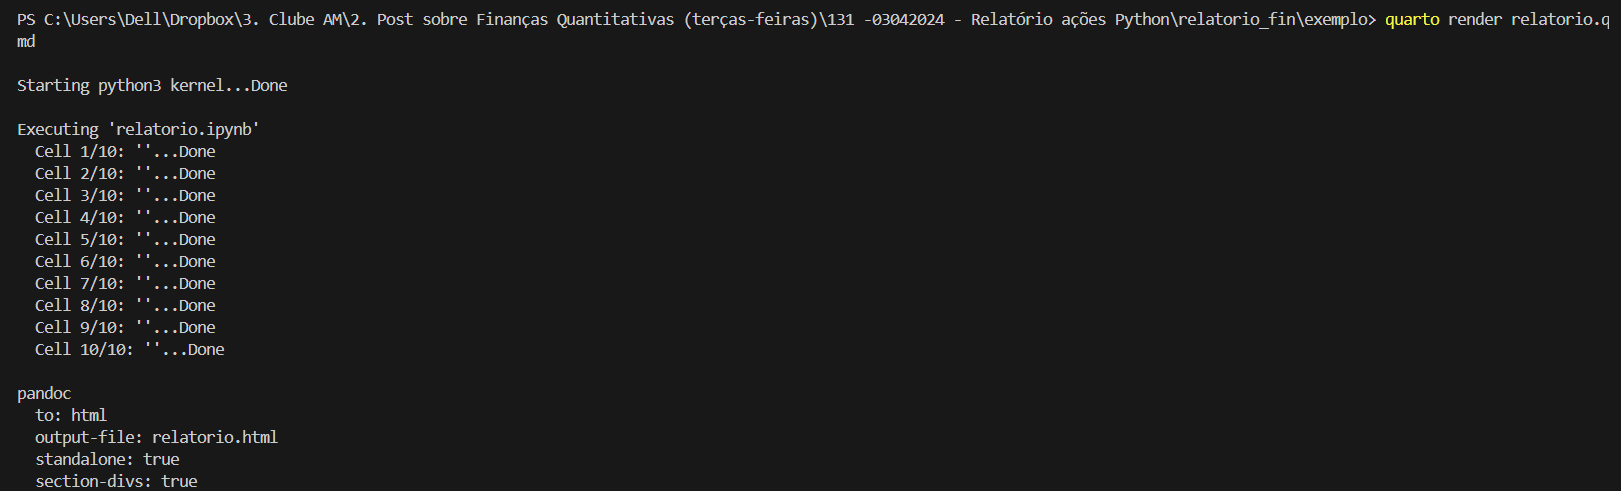 PS C:\Users\Dell\Dropbox\3. Clube AM\2. Post sobre Finanças Quantitativas (terças-feiras)\131 -03042024 - Relatório ações Python\relatorio_fin\exemplo> quarto render relatorio.q
md
Starting python3 kernel...Done
Executing 'relatorio.ipynb'
Cell 1/10: ''...Done
Cell 2/10: ''...Done
Cell 3/10: ''...Done
Cell 4/10: ''...Done
Cell 5/10: ''...Done
Cell 6/10: ''...Done
Cell 7/10: ''...Done
Cell 8/10: ''...Done
Cell 9/10: ''...Done
Cell 10/10: ''...Done
pandoc
to: html
output-file: relatorio.html
standalone: true
section-divs: true